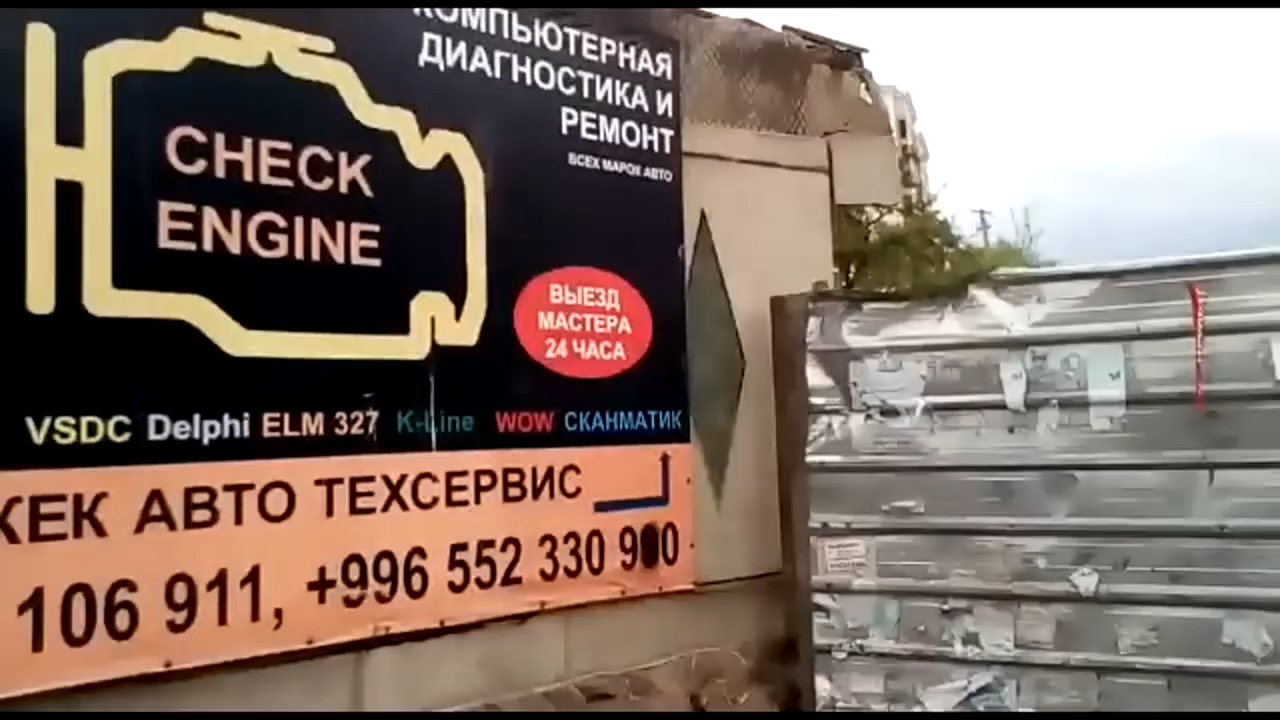 КОМПЬЮТЕРНАЯ
ДИАГНОСТИКА И
РЕМОНТ
ВСЕХ МАРОК АВТО
CHECK
ENGINE
ВЫЕЗД
МАСТЕРА
24 ЧАСА
VSDC Delphi ELM 327 K-Line WOW СКАНМАТИК
КЕК АВТО ТЕХСЕРВИС
106 911, +996 552 330 900